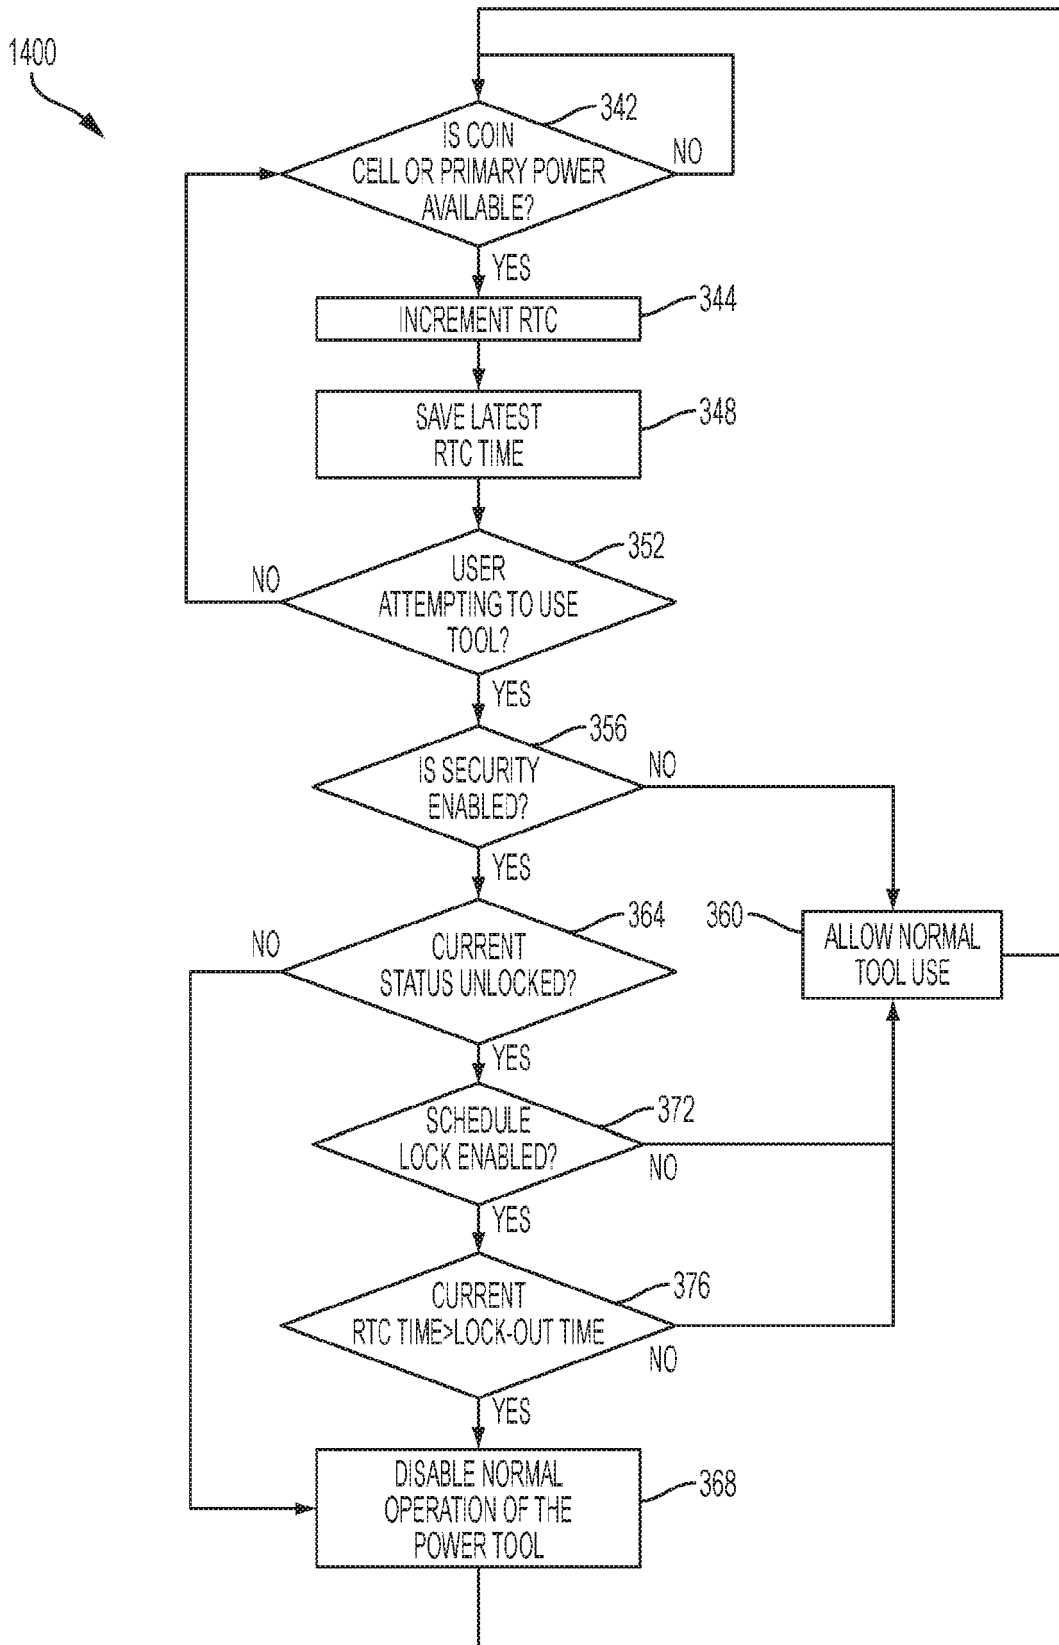 1400
342
IS COIN
CELL OR PRIMARY POWER
AVAILABLE?
NO
YES
344
INCREMENT RTC
348
SAVE LATEST
RTC TIME
352
USER
ATTEMPTING TO USE
TOOL?
NO
YES
356
IS SECURITY
ENABLED?
NO
YES
360
ALLOW NORMAL
TOOL USE
364
CURRENT
STATUS UNLOCKED?
NO
YES
372
SCHEDULE
LOCK ENABLED?
NO
YES
376
CURRENT
RTC TIME>LOCK-OUT TIME
NO
YES
368
DISABLE NORMAL
OPERATION OF THE
POWER TOOL